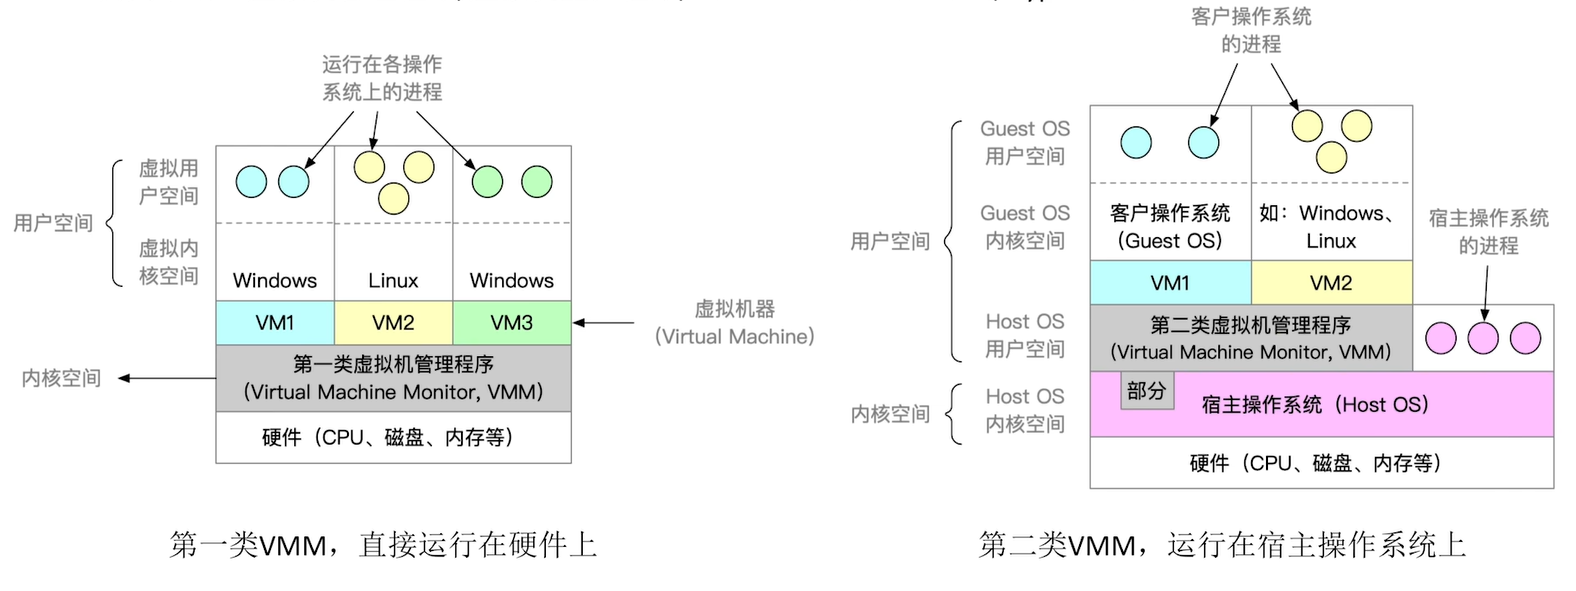 运行在各操作
系统上的进程
用户空间
虚拟用
户空间
虚拟内
核空间
Windows
Linux
Windows
VM1
VM2
VM3
虚拟机器
(Virtual Machine)
内核空间
第一类虚拟机管理程序
(Virtual Machine Monitor, VMM)
硬件（CPU、磁盘、内存等）
第一类VMM，直接运行在硬件上
客户操作系统
的进程
用户空间
Guest OS
用户空间
Guest OS
内核空间
客户操作系统
(Guest OS)
如：Windows、
Linux
宿主操作系统
的进程
VM1
VM2
Host OS
用户空间
第二类虚拟机管理程序
(Virtual Machine Monitor, VMM)
内核空间
Host OS
内核空间
部分
宿主操作系统（Host OS）
硬件（CPU、磁盘、内存等）
第二类VMM，运行在宿主操作系统上